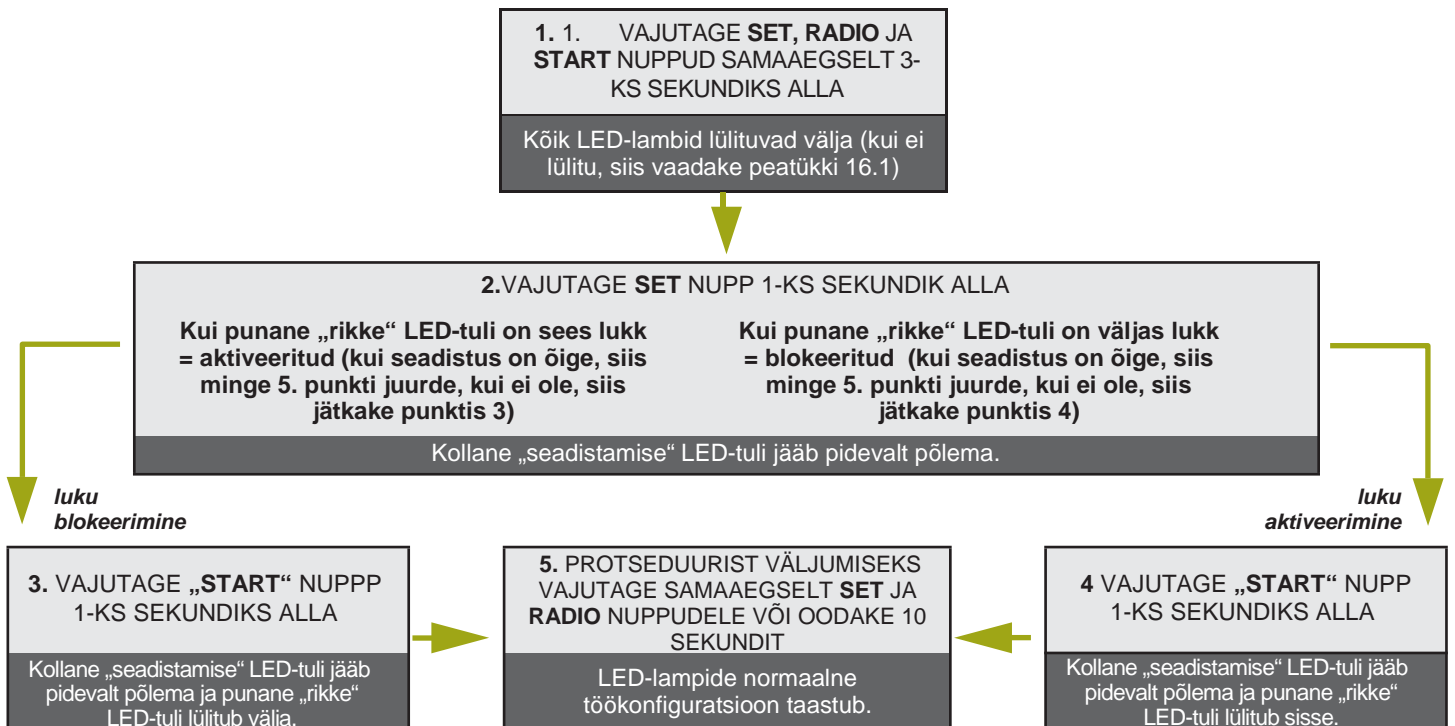 1. 1. VAJUTAGE SET, RADIO JA
START NUPPUD SAMAAEGSELT 3-
KS SEKUNDIKS ALLA
Kõik LED-lambid lülituvad välja (kui ei
lülitu, siis vaadake peatükki 16.1)
2.VAJUTAGE SET NUPP 1-KS SEKUNDIK ALLA
Kui punane „rikke“ LED-tuli on sees lukk
= aktiveeritud (kui seadistus on õige, siis
minge 5. punkti juurde, kui ei ole, siis
jätkake punktis 3)
Kui punane „rikke“ LED-tuli on väljas lukk
= blokeeritud (kui seadistus on õige, siis
minge 5. punkti juurde, kui ei ole, siis
jätkake punktis 4)
Kollane „seadistamise“ LED-tuli jääb pidevalt põlema.
luku
blokeerimine
luku
aktiveerimine
3. VAJUTAGE „START“ NUPPP
1-KS SEKUNDIKS ALLA
Kollane „seadistamise“ LED-tuli jääb
pidevalt põlema ja punane „rikke“
LED-tuli lülitub välja.
5. PROTSEDUURIST VÄLJUMISEKS
VAJUTAGE SAMAAEGSELT SET JA
RADIO NUPPUDELE VÕI OODAKE 10
SEKUNDIT
LED-lampide normaalne
töökonfiguratsioon taastub.
4 VAJUTAGE „START“ NUPP
1-KS SEKUNDIKS ALLA
Kollane „seadistamise“ LED-tuli jääb
pidevalt põlema ja punane „rikke“
LED-tuli lülitub sisse.